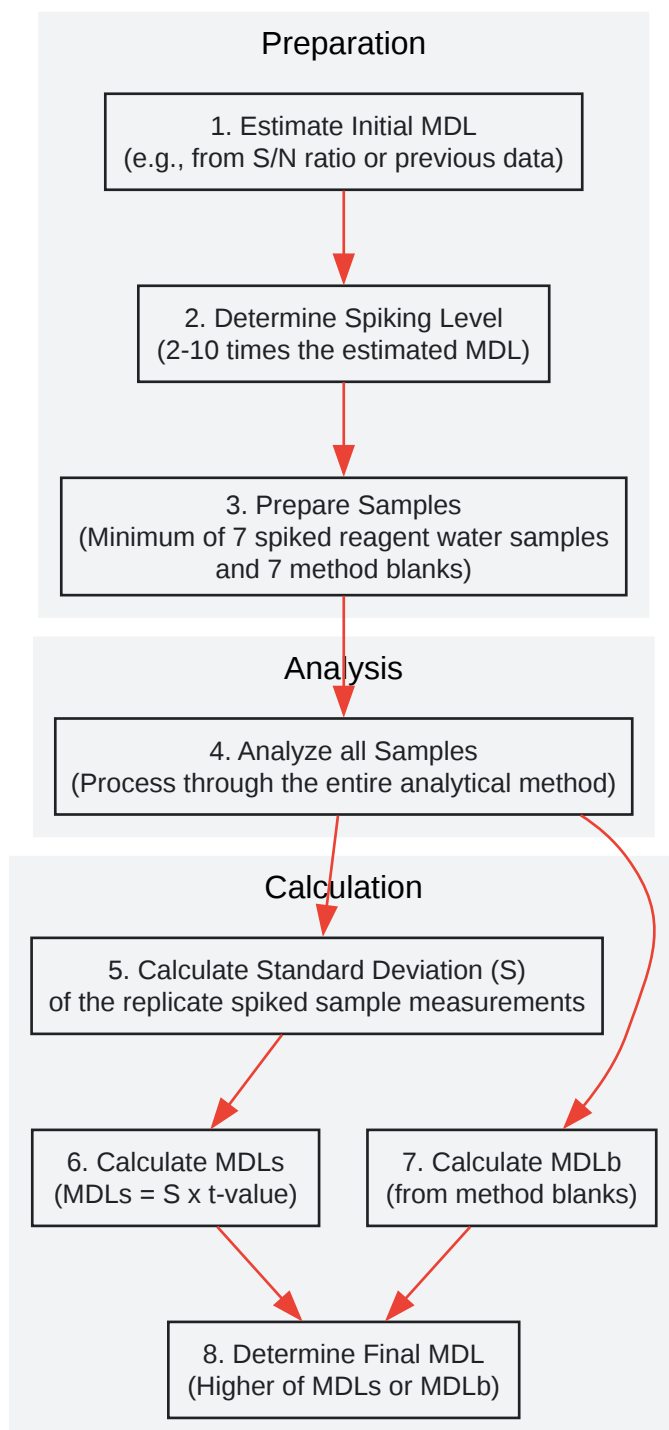 Preparation
1. Estimate Initial MDL
(e.g., from S/N ratio or previous data)
2. Determine Spiking Level
(2-10 times the estimated MDL)
3. Prepare Samples
(Minimum of 7 spiked reagent water samples
and 7 method blanks)
Analysis
4. Analyze all Samples
(Process through the entire analytical method)
Calculation
5. Calculate Standard Deviation (S)
of the replicate spiked sample measurements
6. Calculate MDLs
(MDLs = S x t-value)
7. Calculate MDLb
(from method blanks)
8. Determine Final MDL
(Higher of MDLs or MDLb)